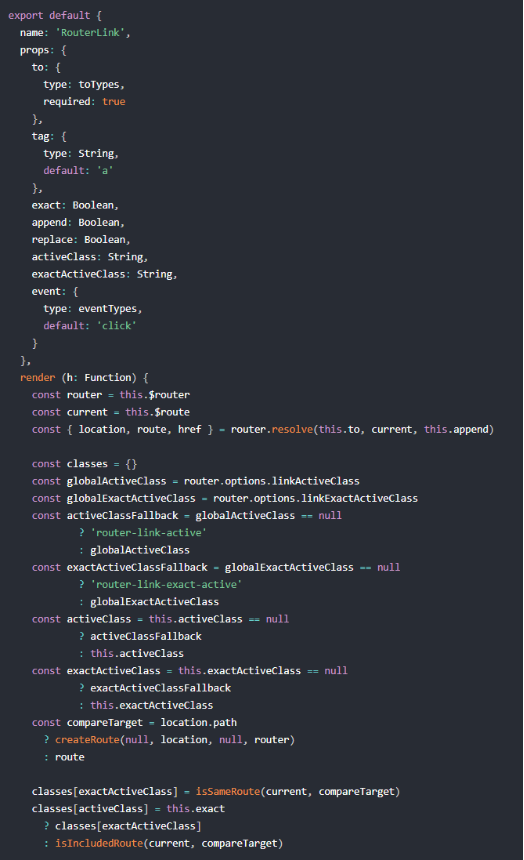 export default {
  name: 'RouterLink',
  props: {
    to: {
      type: toTypes,
      required: true
    },
    tag: {
      type: String,
      default: 'a'
    },
    exact: Boolean,
    append: Boolean,
    replace: Boolean,
    activeClass: String,
    exactActiveClass: String,
    event: {
      type: eventTypes,
      default: 'click'
    }
  },
  render (h: Function) {
    const router = this.$router
    const current = this.$route
    const { location, route, href } = router.resolve(this.to, current, this.append)

    const classes = {}
    const globalActiveClass = router.options.linkActiveClass
    const globalExactActiveClass = router.options.linkExactActiveClass
    const activeClassFallback = globalActiveClass == null
            ? 'router-link-active'
            : globalActiveClass
    const exactActiveClassFallback = globalExactActiveClass == null
            ? 'router-link-exact-active'
            : globalExactActiveClass
    const activeClass = this.activeClass == null
            ? activeClassFallback
            : this.activeClass
    const exactActiveClass = this.exactActiveClass == null
            ? exactActiveClassFallback
            : this.exactActiveClass
    const compareTarget = location.path
      ? createRoute(null, location, null, router)
      : route

    classes[exactActiveClass] = isSameRoute(current, compareTarget)
    classes[activeClass] = this.exact
      ? classes[exactActiveClass]
      : isIncludedRoute(current, compareTarget)